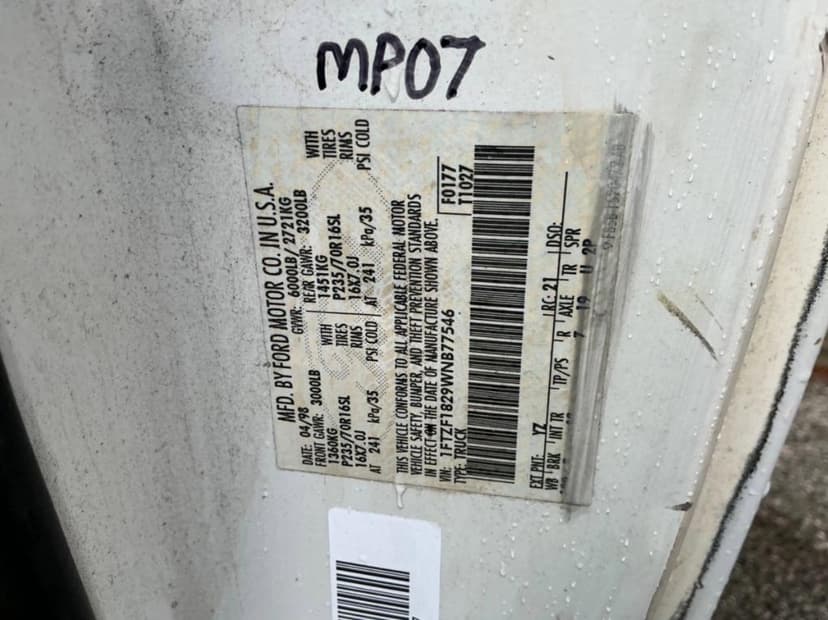 MP07
MFD. BY FORD MOTOR CO. IN U.S.A.
DATE: 04/98 GVWR: 6000LB/2721KG
FRONT GAWR: 3000LB REAR GAWR: 3200LB
1360KG WITH 1451KG WITH
P235/70R16SL TIRES P235/70R16SL TIRES
16X7.0J RIMS 16X7.0J RIMS
AT 241 kPa/35 PSI COLD AT 241 kPa/35 PSI COLD
THIS VEHICLE CONFORMS TO ALL APPLICABLE FEDERAL MOTOR
VEHICLE SAFETY, BUMPER, AND THEFT PREVENTION STANDARDS
IN EFFECT ON THE DATE OF MANUFACTURE SHOWN ABOVE.
VIN: 1FTZF1829WNB77546
TYPE: TRUCK
F0177
T1027
EXT PNT: YZ RC: 21 DSO:
WB BRK INT TR TP/PS R AXLE TR SPR
7 19 U 2P